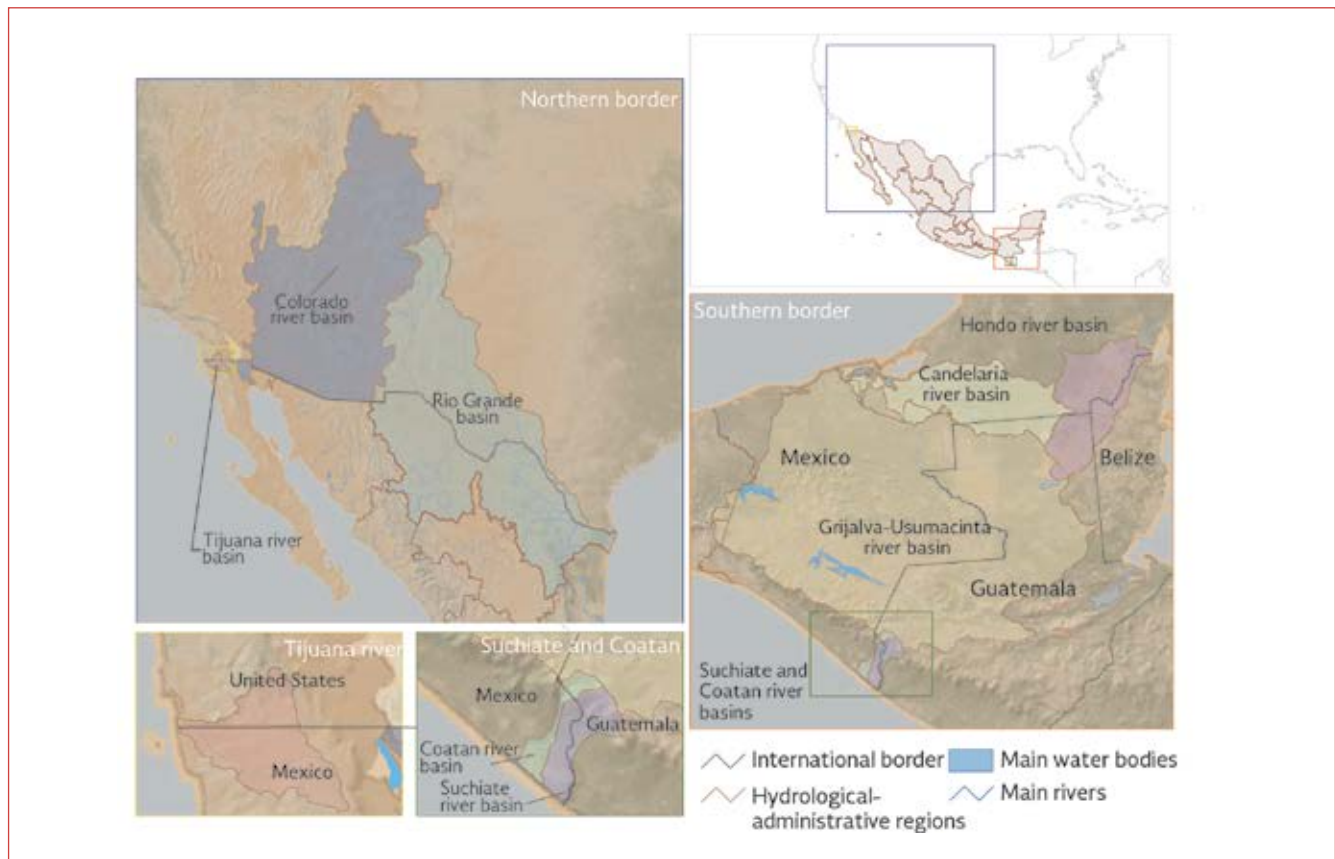 Northern border
Colorado
river basin
Rio Grande
basin
Tijuana river
basin
Southern border
Hondo river basin
Candelaria
river basin
Mexico
Belize
Grijalva-Usumacinta
river basin
Guatemala
Suchiate and
Coatan river
basins
Tijuana river
United States
Mexico
Suchiate and Coatan
Mexico
Guatemala
Coatan river
basin
Suchiate
river basin
International border
Main water bodies
Hydrological-
administrative regions
Main rivers